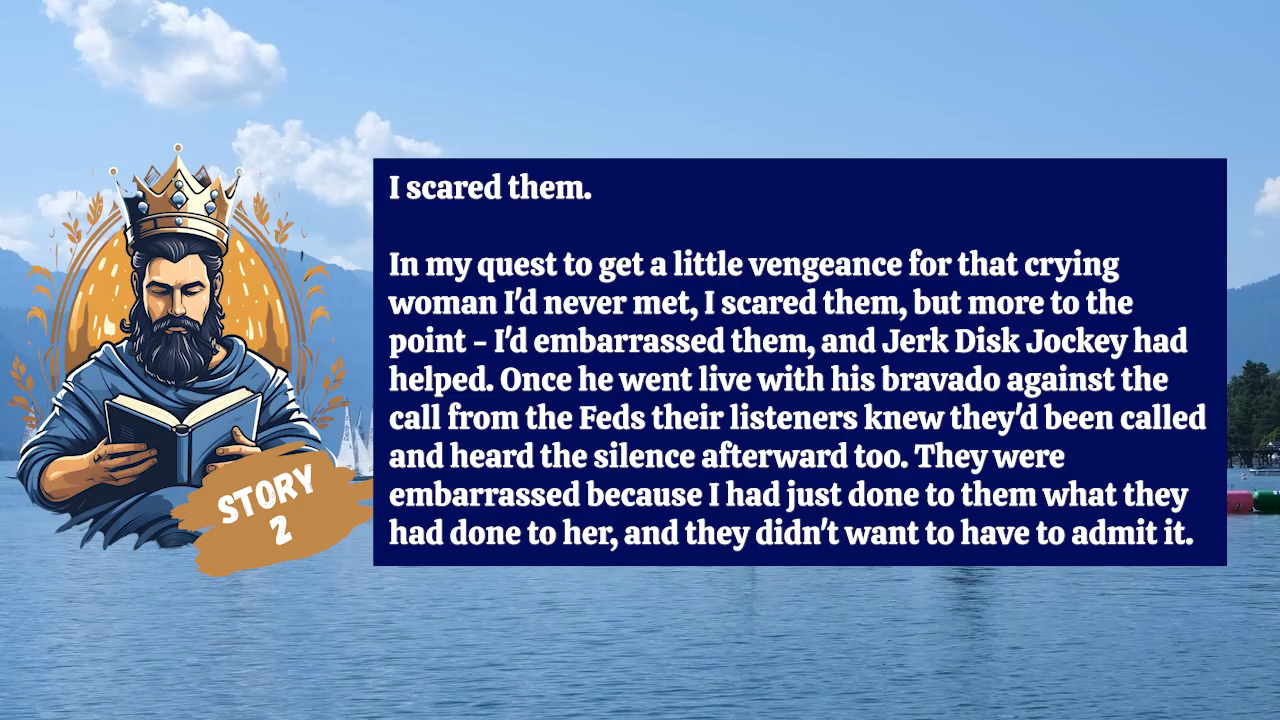 I scared them.
In my quest to get a little vengeance for that crying
woman I'd never met, I scared them, but more to the
point - I'd embarrassed them, and Jerk Disk Jockey had
helped. Once he went live with his bravado against the
call from the Feds their listeners knew they'd been called
and heard the silence afterward too. They were
embarrassed because I had just done to them what they
had done to her, and they didn't want to have to admit it.
STORY
2